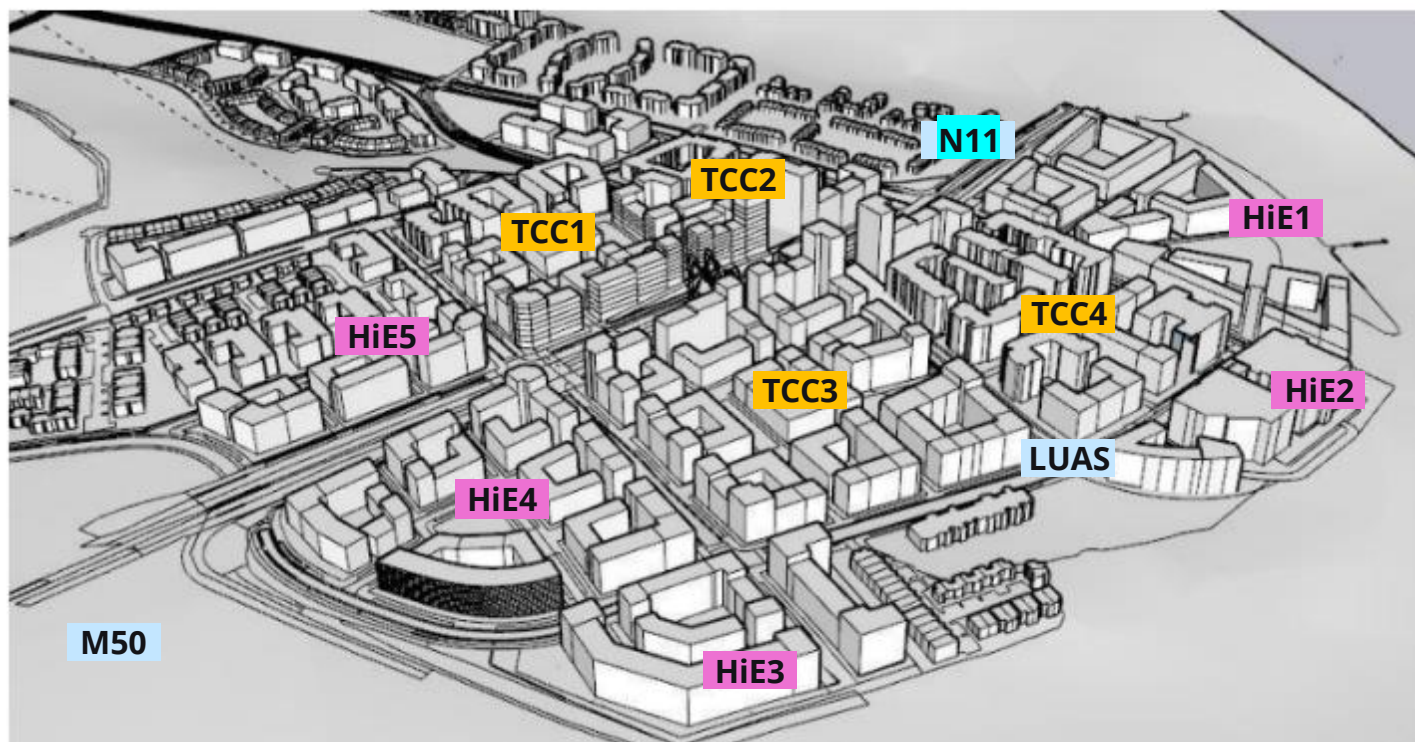 N11
TCC2
HiE1
TCC1
TCC4
HiE5
TCC3
HiE2
LUAS
HiE4
M50
HiE3